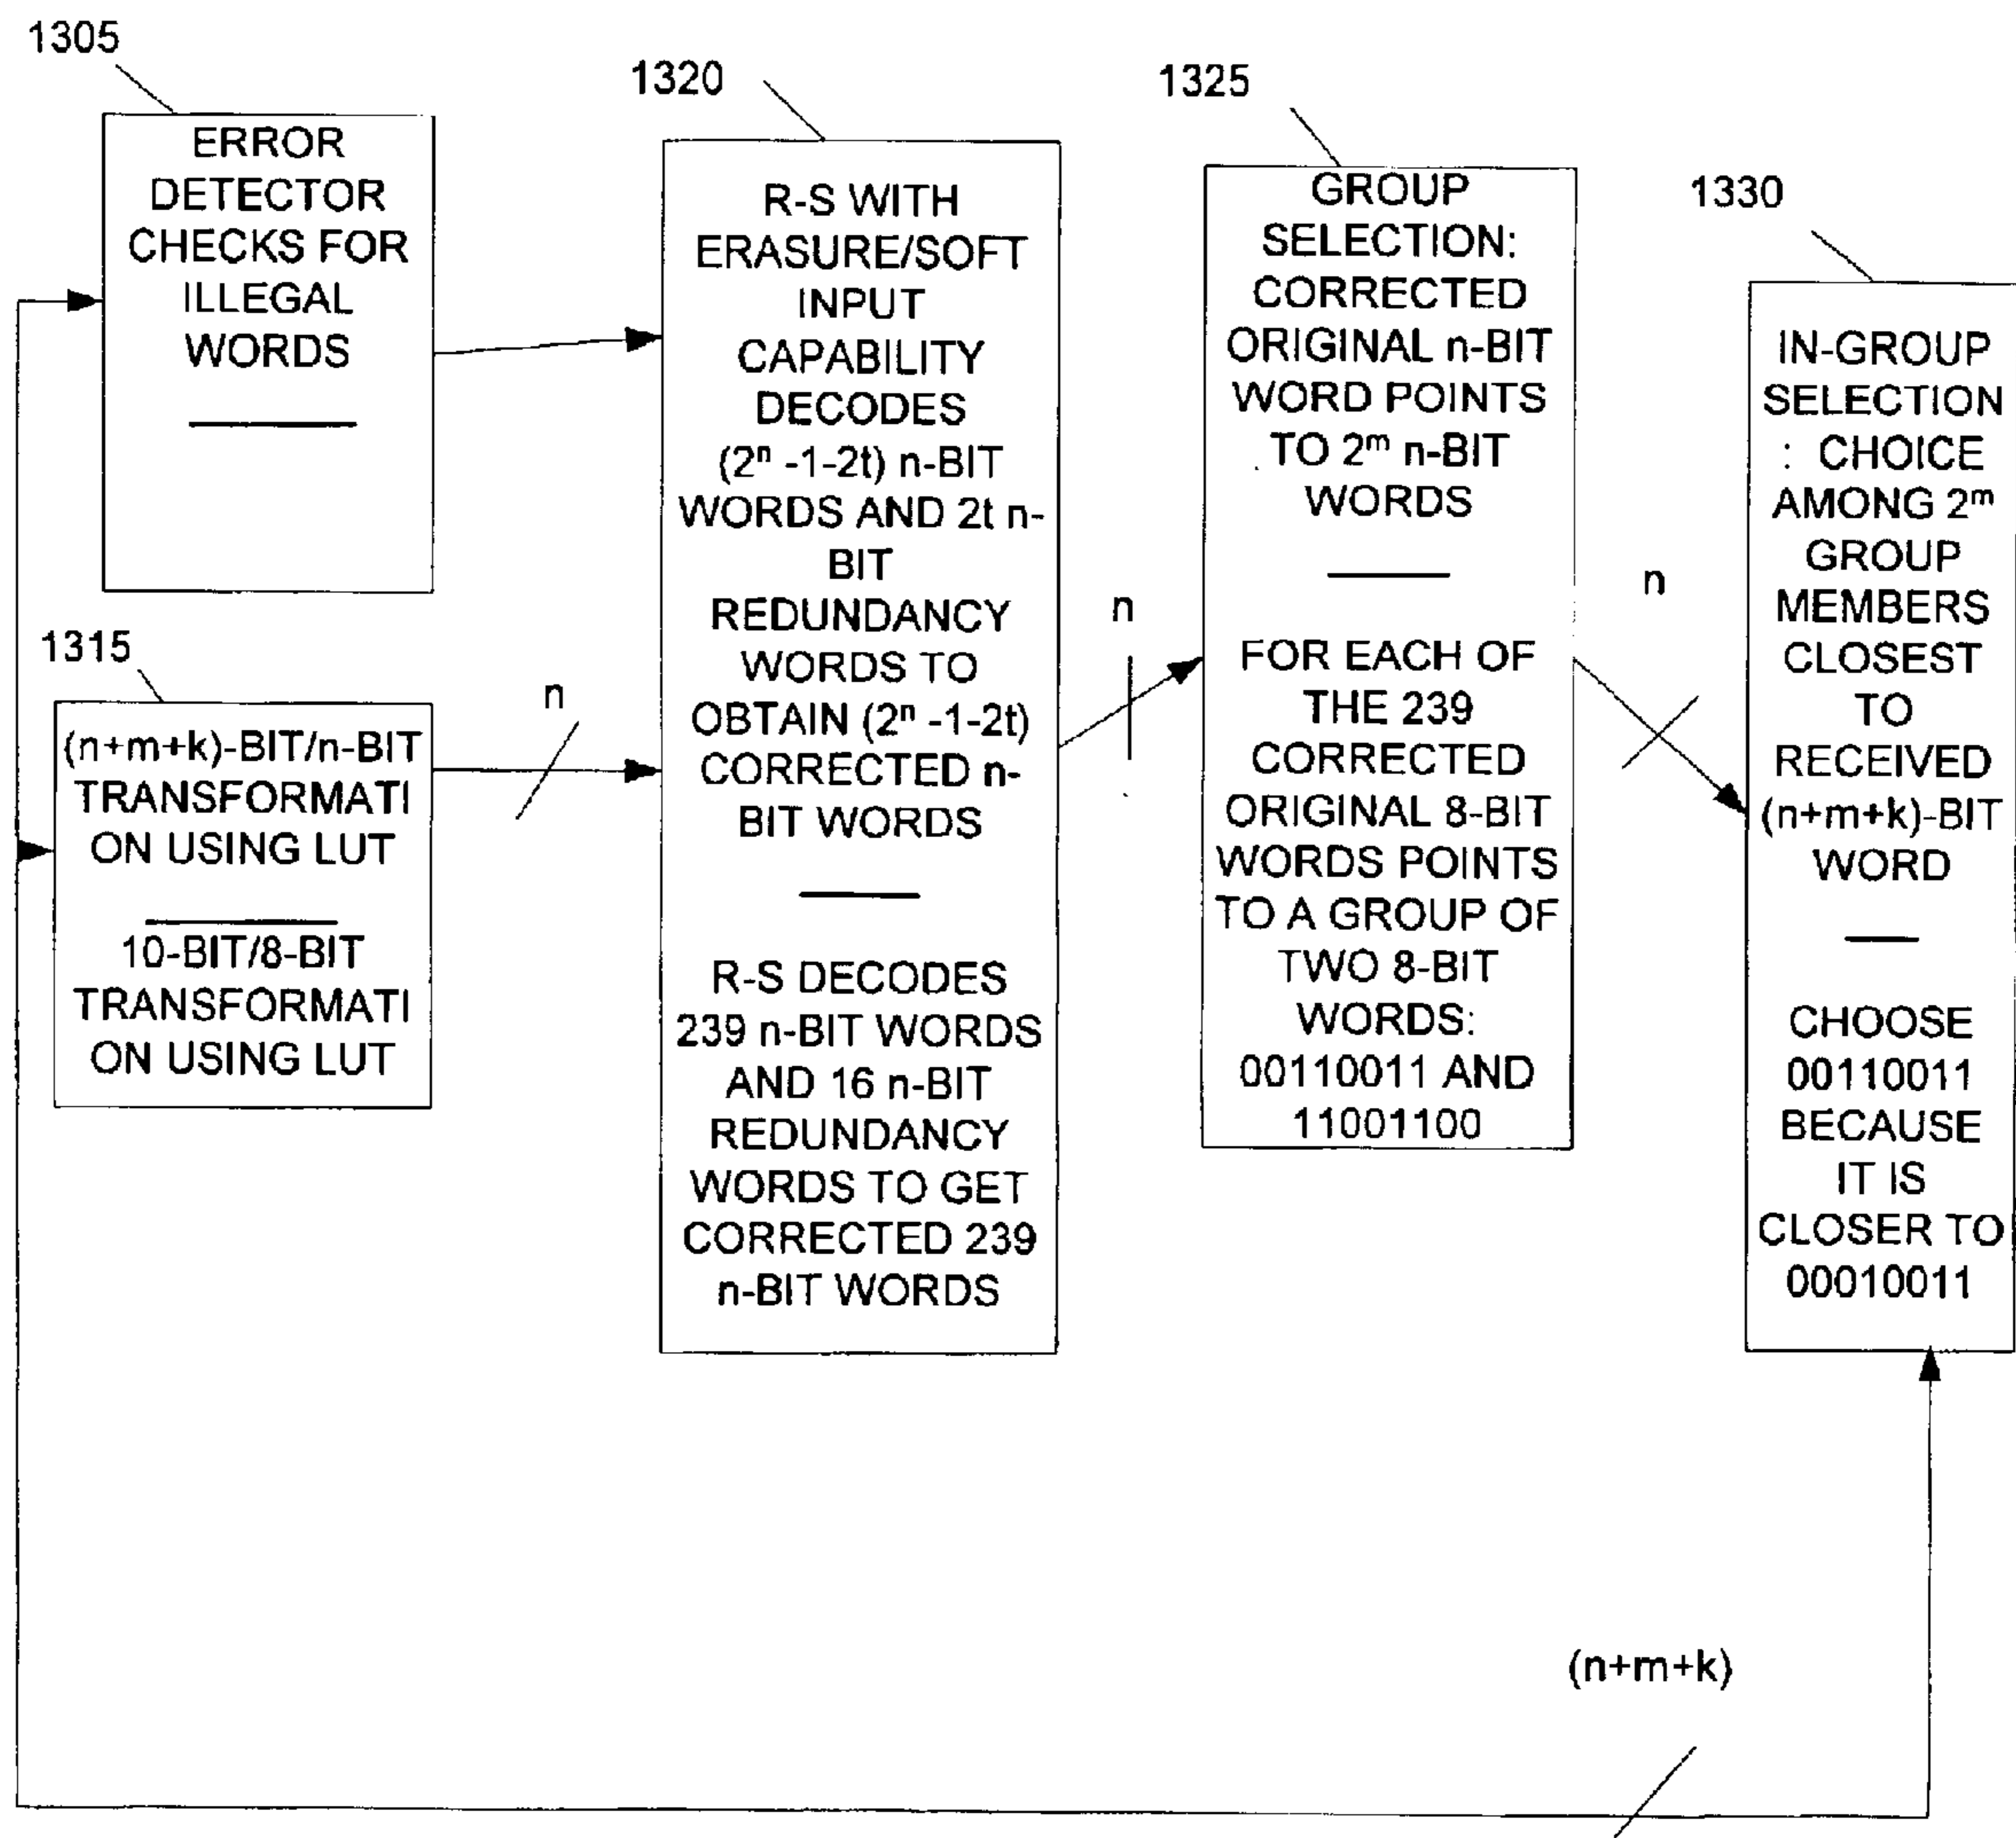 1305
ERROR
DETECTOR
CHECKS FOR
ILLEGAL
WORDS
1315
(n+m+k)-BIT/n-BIT
TRANSFORMATI
ON USING LUT
10-BIT/8-BIT
TRANSFORMATI
ON USING LUT
n
1320
R-S WITH
ERASURE/SOFT
INPUT
CAPABILITY
DECODES
(2ⁿ -1-2t) n-BIT
WORDS AND 2t n-
BIT
REDUNDANCY
WORDS TO
OBTAIN (2ⁿ -1-2t)
CORRECTED n-
BIT WORDS
R-S DECODES
239 n-BIT WORDS
AND 16 n-BIT
REDUNDANCY
WORDS TO GET
CORRECTED 239
n-BIT WORDS
n
1325
GROUP
SELECTION:
CORRECTED
ORIGINAL n-BIT
WORD POINTS
TO 2ᵐ n-BIT
WORDS
FOR EACH OF
THE 239
CORRECTED
ORIGINAL 8-BIT
WORDS POINTS
TO A GROUP OF
TWO 8-BIT
WORDS:
00110011 AND
11001100
n
1330
IN-GROUP
SELECTION
: CHOICE
AMONG 2ᵐ
GROUP
MEMBERS
CLOSEST
TO
RECEIVED
(n+m+k)-BIT
WORD
CHOOSE
00110011
BECAUSE
IT IS
CLOSER TO
00010011
(n+m+k)